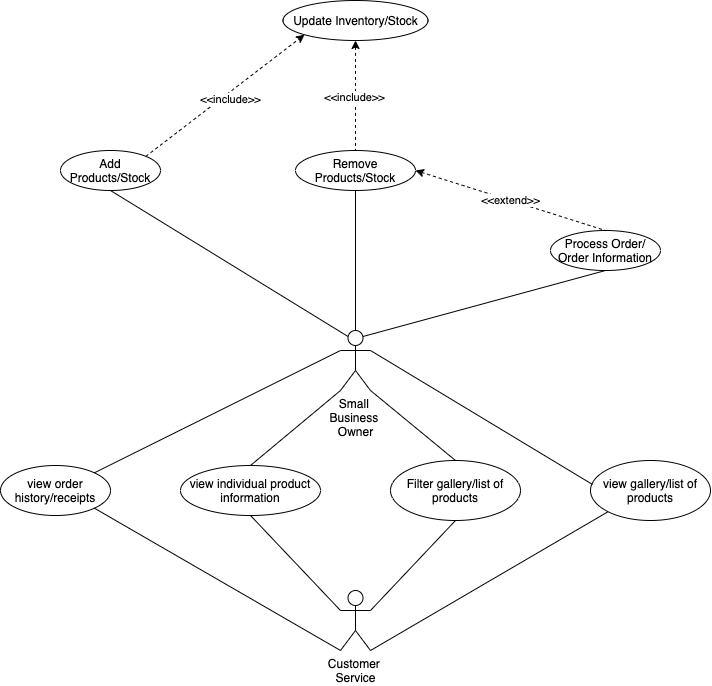 Update Inventory/Stock
<<include>>
<<include>>
Add
Products/Stock
Remove
Products/Stock
<<extend>>
Process Order/
Order Information
Small
Business
Owner
view order
history/receipts
view individual product
information
Filter gallery/list of
products
view gallery/list of
products
Customer
Service